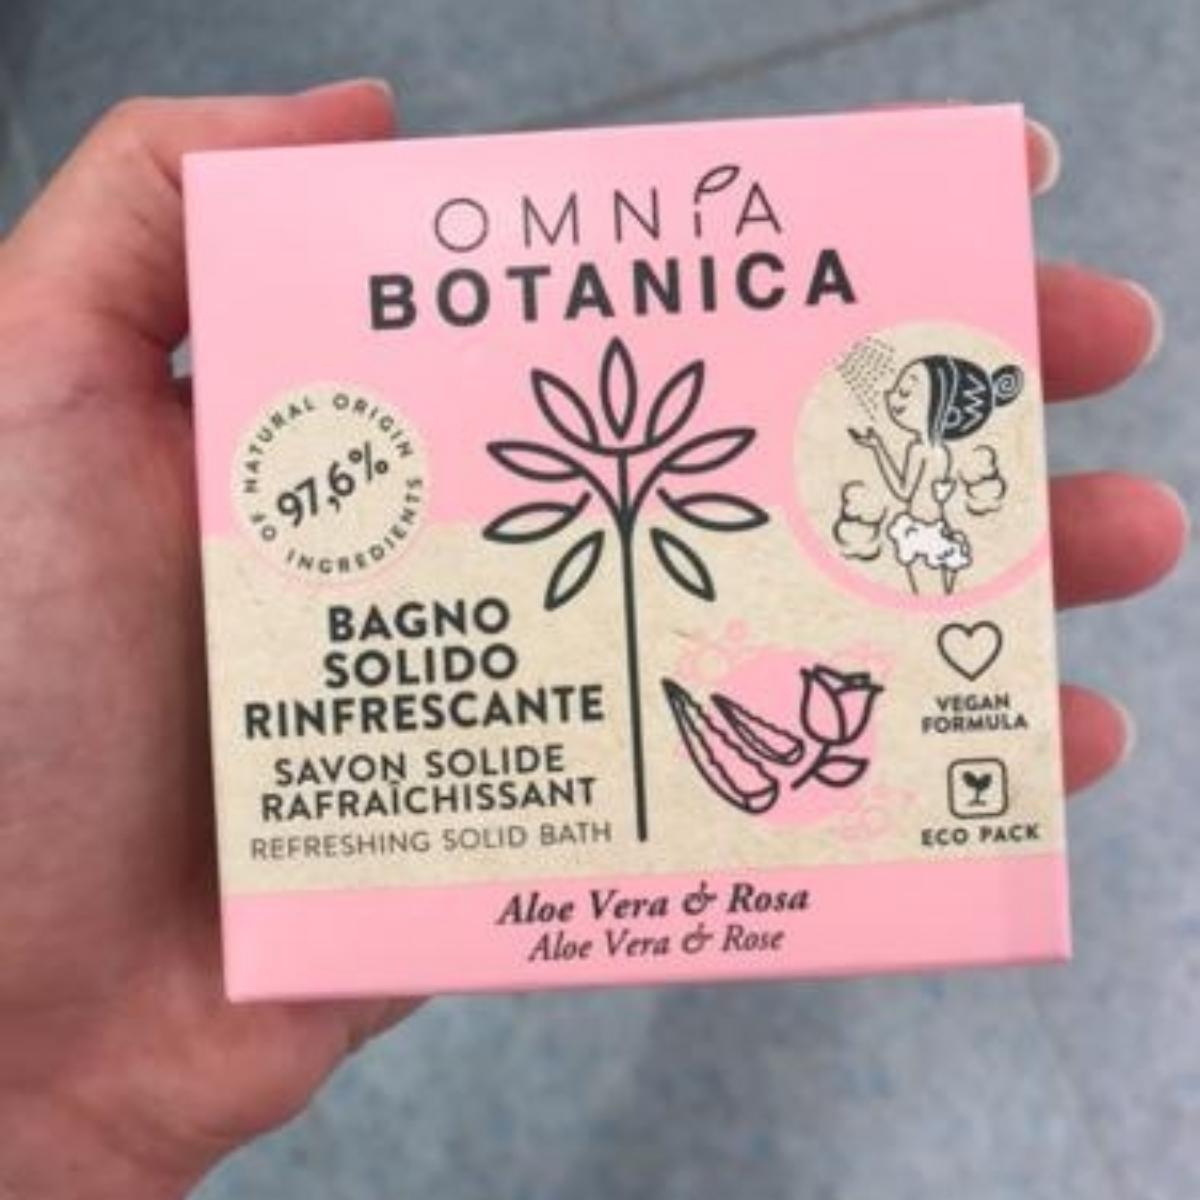 OMNiA
BOTANICA
NATURAL ORIGIN
97,6%
OF INGREDIENTS
BAGNO
SOLIDO
RINFRESCANTE
SAVON SOLIDE
RAFRAÎCHISSANT
REFRESHING SOLID BATH
VEGAN
FORMULA
ECO PACK
Aloe Vera & Rosa
Aloe Vera & Rose